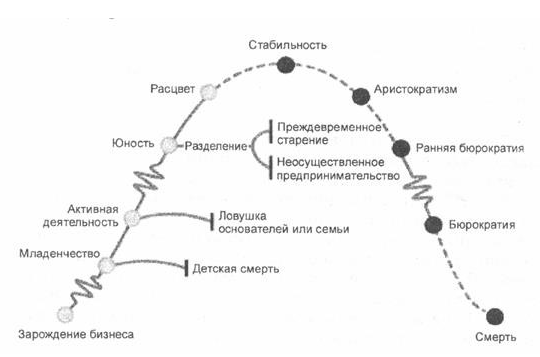 Стабильность
Расцвет
Аристократизм
Юность
Разделение
Преждевременное
старение
Неосуществленное
предпринимательство
Ранняя бюрократия
Активная
деятельность
Ловушка
основателей или семьи
Бюрократия
Младенчество
Детская смерть
Зарождение бизнеса
Смерть